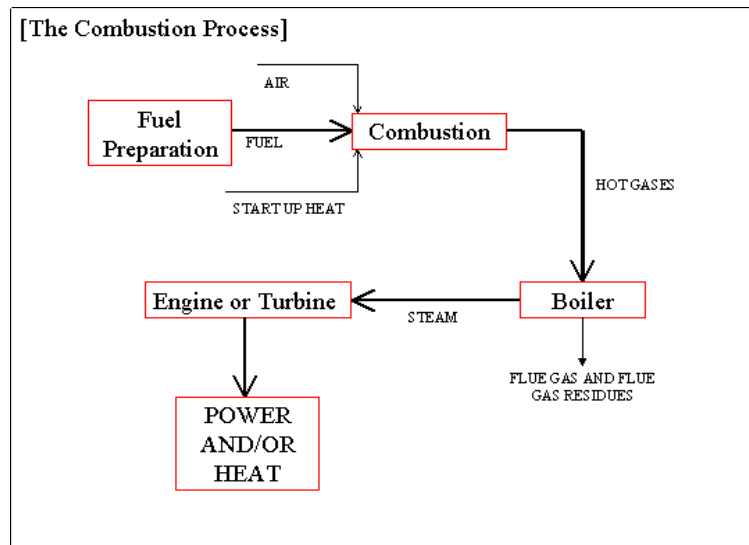 [The Combustion Process]
AIR
Fuel
Preparation
FUEL
Combustion
START UP HEAT
HOT GASES
Engine or Turbine
STEAM
Boiler
FLUE GAS AND FLUE
GAS RESIDUES
POWER
AND/OR
HEAT